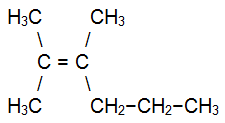 H₃C CH₃
\ \
C = C
/ \
H₃C CH₂–CH₂–CH₃